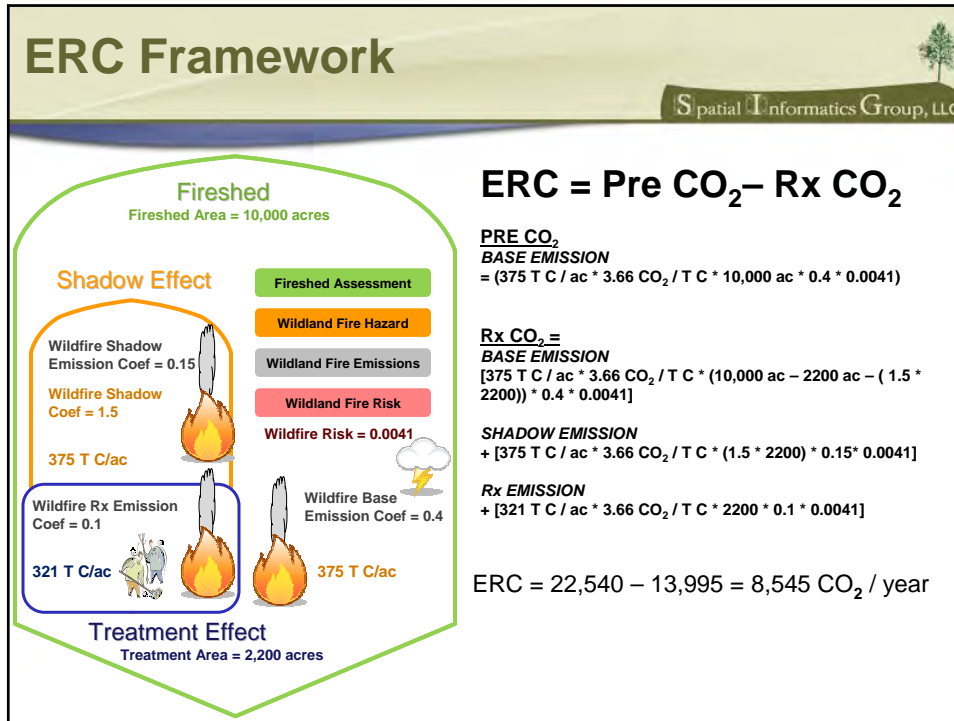 ERC Framework
Spatial Informatics Group, LLC
Fireshed
Fireshed Area = 10,000 acres
Shadow Effect
Wildfire Shadow
Emission Coef = 0.15
Wildfire Shadow
Coef = 1.5
375 T C/ac
Fireshed Assessment
Wildland Fire Hazard
Wildland Fire Emissions
Wildland Fire Risk
Wildfire Risk = 0.0041
Wildfire Rx Emission
Coef = 0.1
321 T C/ac
Wildfire Base
Emission Coef = 0.4
375 T C/ac
Treatment Effect
Treatment Area = 2,200 acres
ERC = Pre CO₂– Rx CO₂
PRE CO₂
BASE EMISSION
= (375 T C / ac * 3.66 CO₂ / T C * 10,000 ac * 0.4 * 0.0041)
Rx CO₂ =
BASE EMISSION
[375 T C / ac * 3.66 CO₂ / T C * (10,000 ac – 2200 ac – ( 1.5 *
2200)) * 0.4 * 0.0041]
SHADOW EMISSION
+ [375 T C / ac * 3.66 CO₂ / T C * (1.5 * 2200) * 0.15* 0.0041]
Rx EMISSION
+ [321 T C / ac * 3.66 CO₂ / T C * 2200 * 0.1 * 0.0041]
ERC = 22,540 – 13,995 = 8,545 CO₂ / year